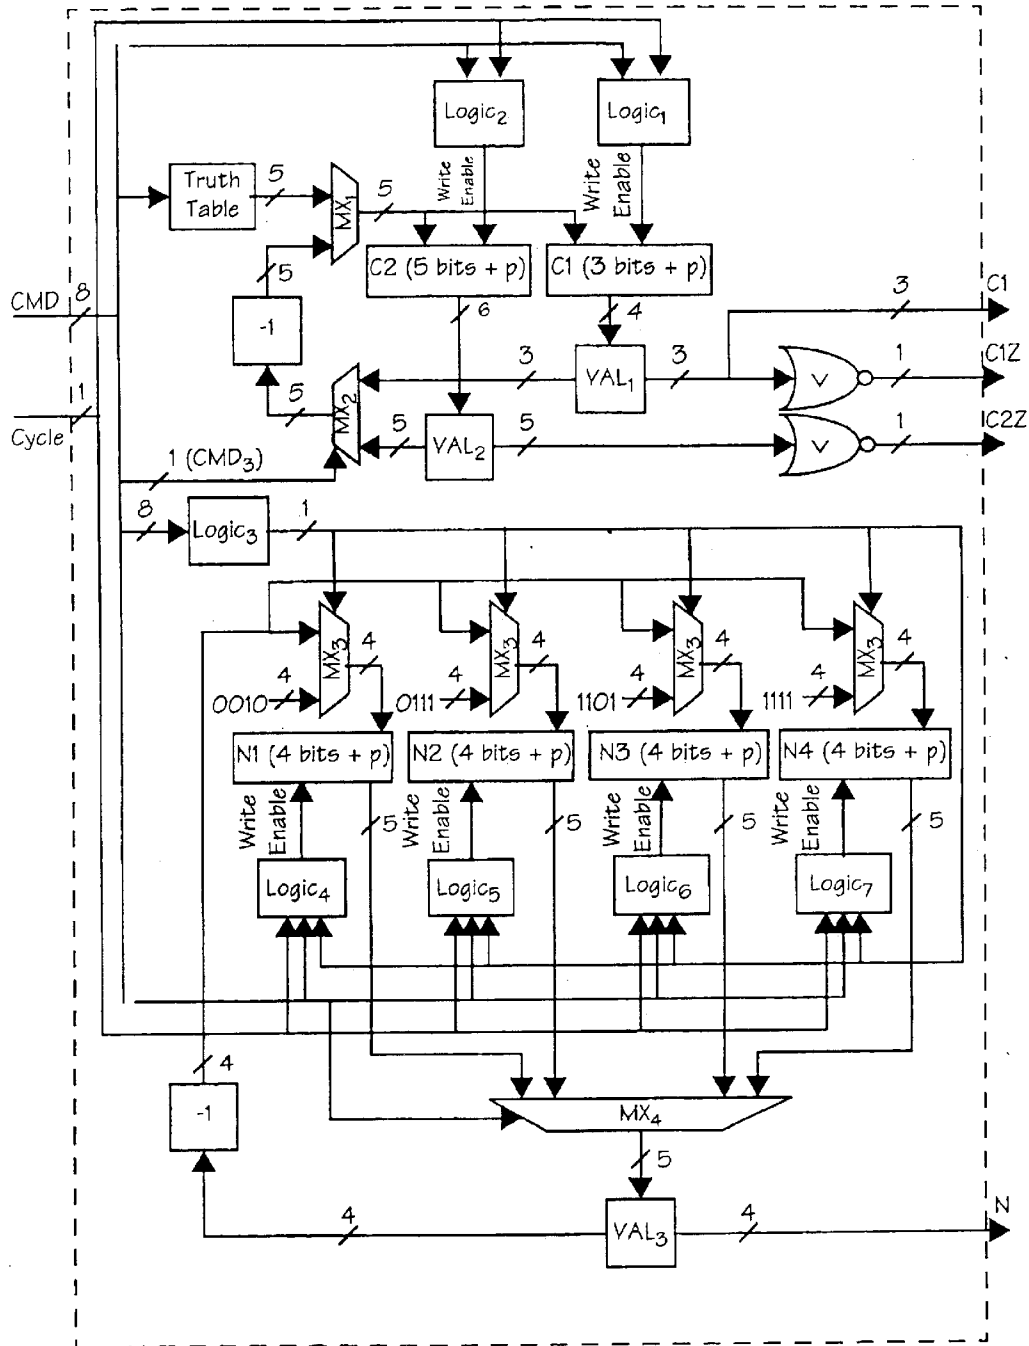 Logic2
Logic1
Write
Enable
Write
Enable
Truth
Table
5
MX1
5
C2 (5 bits + p)
C1 (3 bits + p)
5
CMD
8
-1
6
4
3
C1
3
VAL1
3
1
C1Z
MX2
5
1
Cycle
5
VAL2
5
1
C2Z
1 (CMD3)
8
Logic3
1
MX3
4
MX3
4
MX3
4
MX3
4
0010
4
0111
4
1101
4
1111
4
N1 (4 bits + p)
N2 (4 bits + p)
N3 (4 bits + p)
N4 (4 bits + p)
Write
Enable
5
Write
Enable
5
Write
Enable
5
Write
Enable
5
Logic4
Logic5
Logic6
Logic7
4
-1
MX4
5
4
VAL3
4
N
V
V